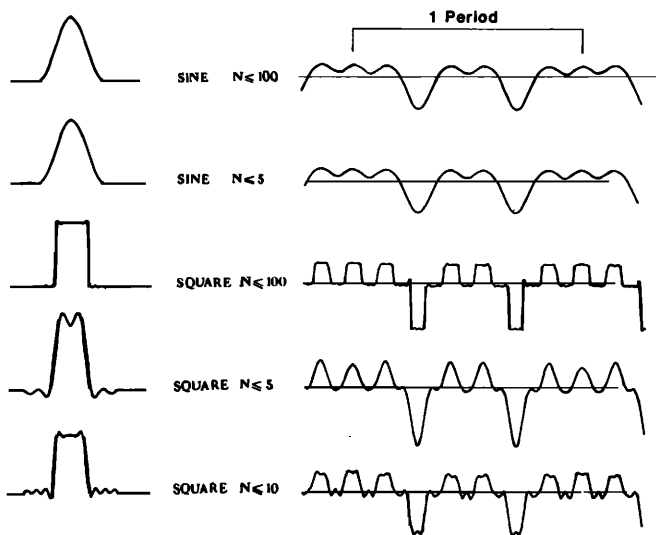 1 Period
SINE N ⩽ 100
SINE N ⩽ 5
SQUARE N ⩽ 100
SQUARE N ⩽ 5
SQUARE N ⩽ 10